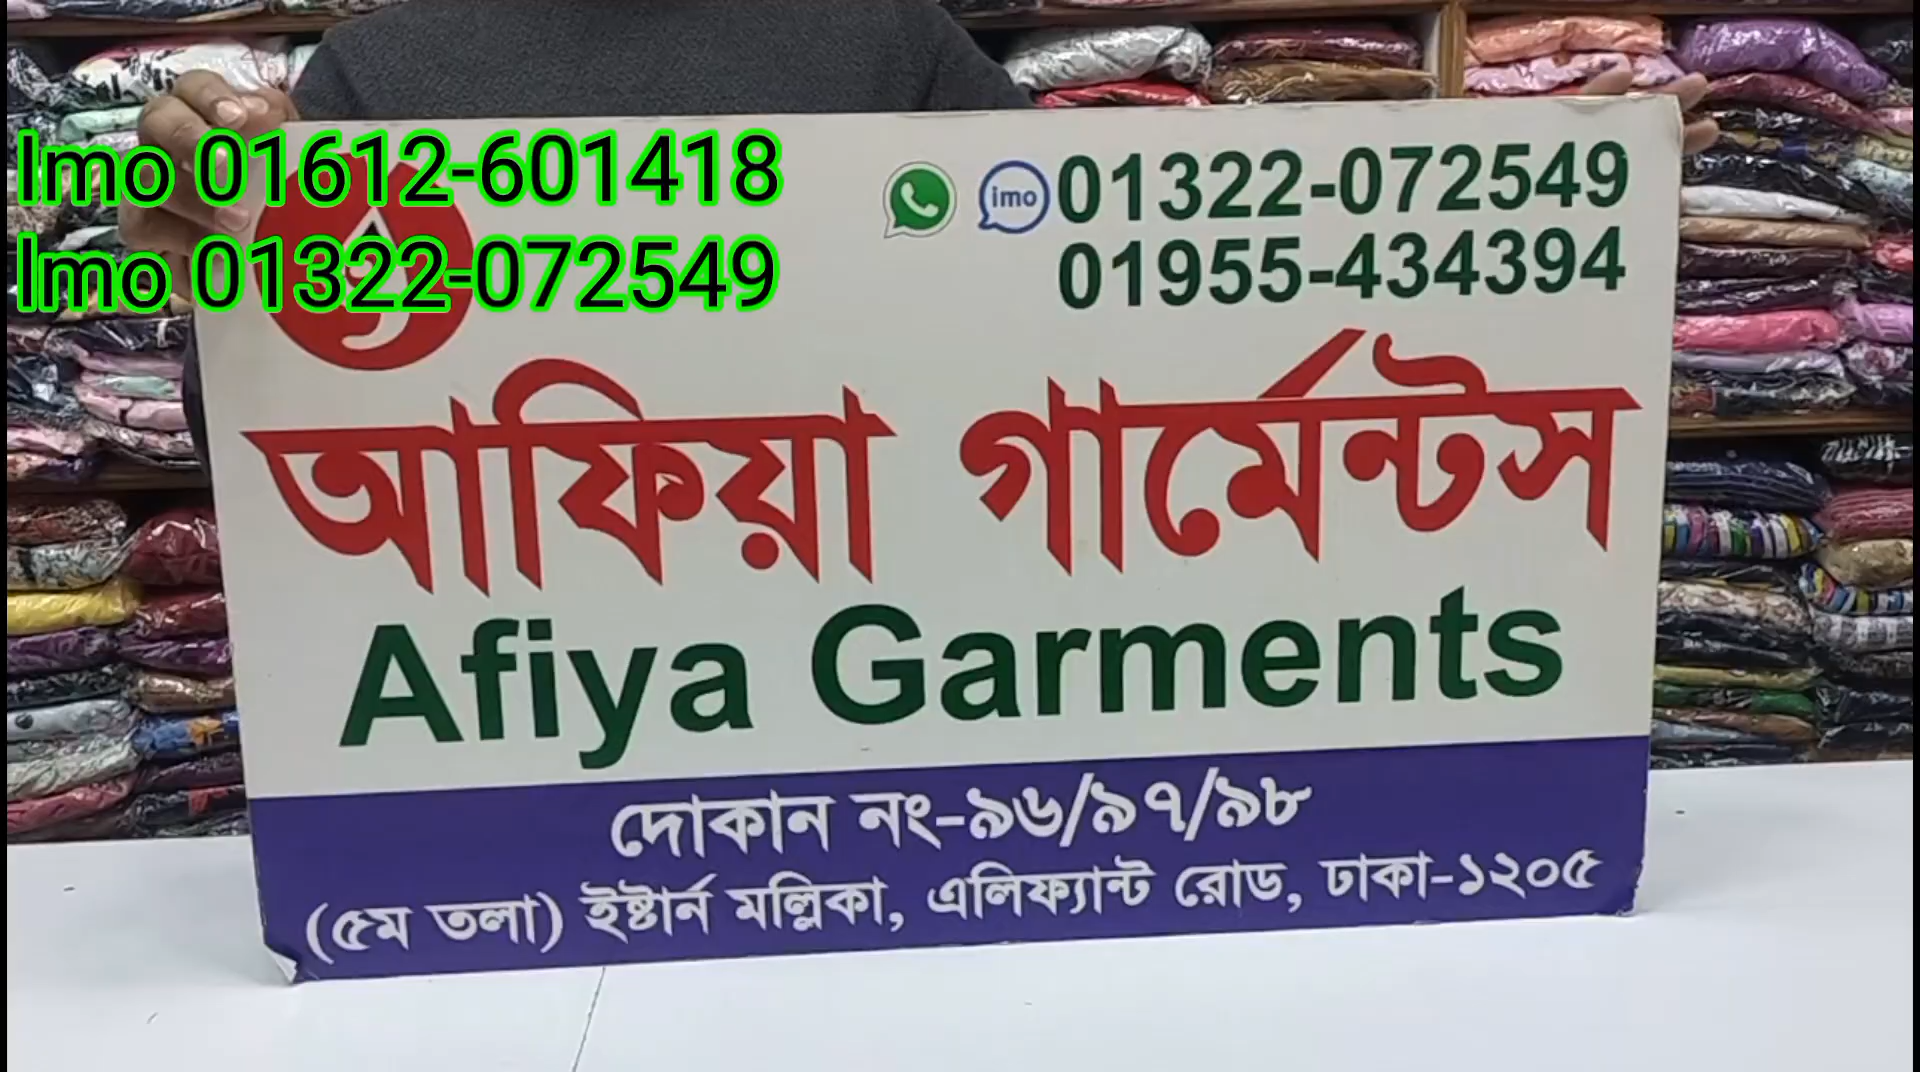 Imo 01612-601418
Imo 01322-072549
imo 01322-072549
01955-434394
আফিয়া গার্মেন্টস
Afiya Garments
দোকান নং-৯৬/৯৭/৯৮
(৫ম তলা) ইষ্টার্ন মল্লিকা, এলিফ্যান্ট রোড, ঢাকা-১২০৫